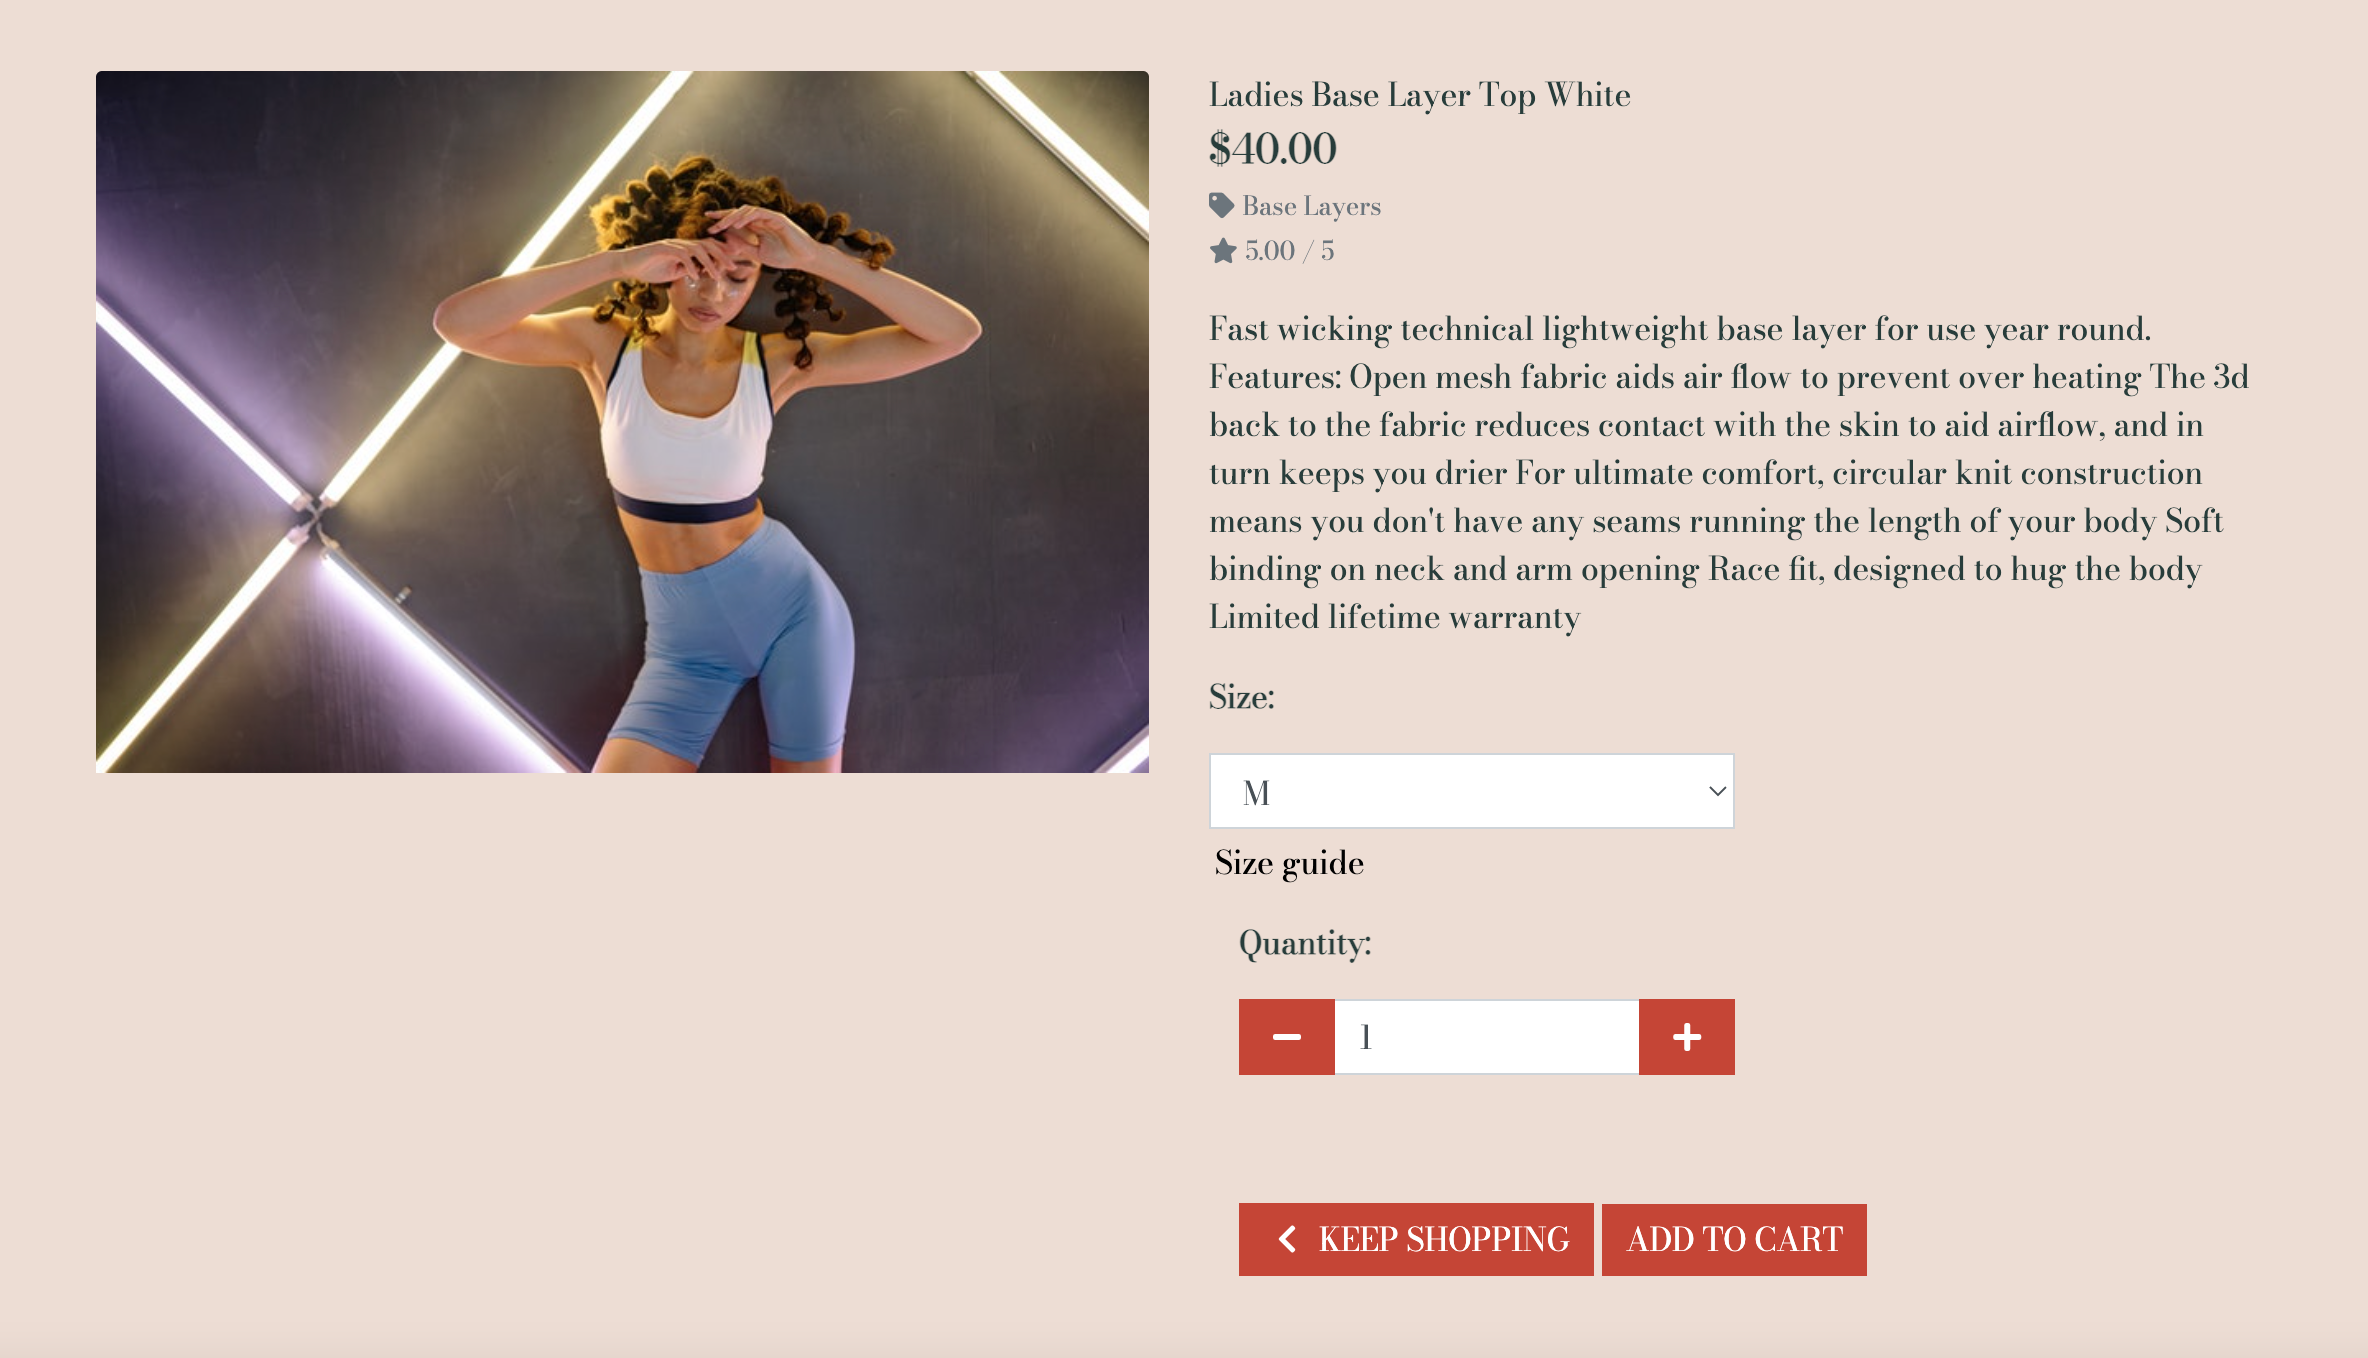 Ladies Base Layer Top White
$40.00
Base Layers
5.00 / 5
Fast wicking technical lightweight base layer for use year round.
Features: Open mesh fabric aids air flow to prevent over heating The 3d
back to the fabric reduces contact with the skin to aid airflow, and in
turn keeps you drier For ultimate comfort, circular knit construction
means you don't have any seams running the length of your body Soft
binding on neck and arm opening Race fit, designed to hug the body
Limited lifetime warranty
Size:
M
Size guide
Quantity:
1
KEEP SHOPPING
ADD TO CART